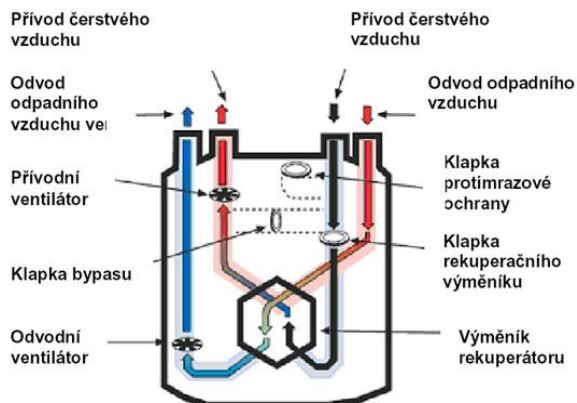 Přívod čerstvého
vzduchu
Přívod čerstvého
vzduchu
Odvod
odpadního
vzduchu ve
Odvod odpadního
vzduchu
Přívodní
ventilátor
Klapka
protimrazové
ochrany
Klapka bypasu
Klapka
rekuperačního
výměníku
Odvodní
ventilátor
Výměník
rekuperátoru